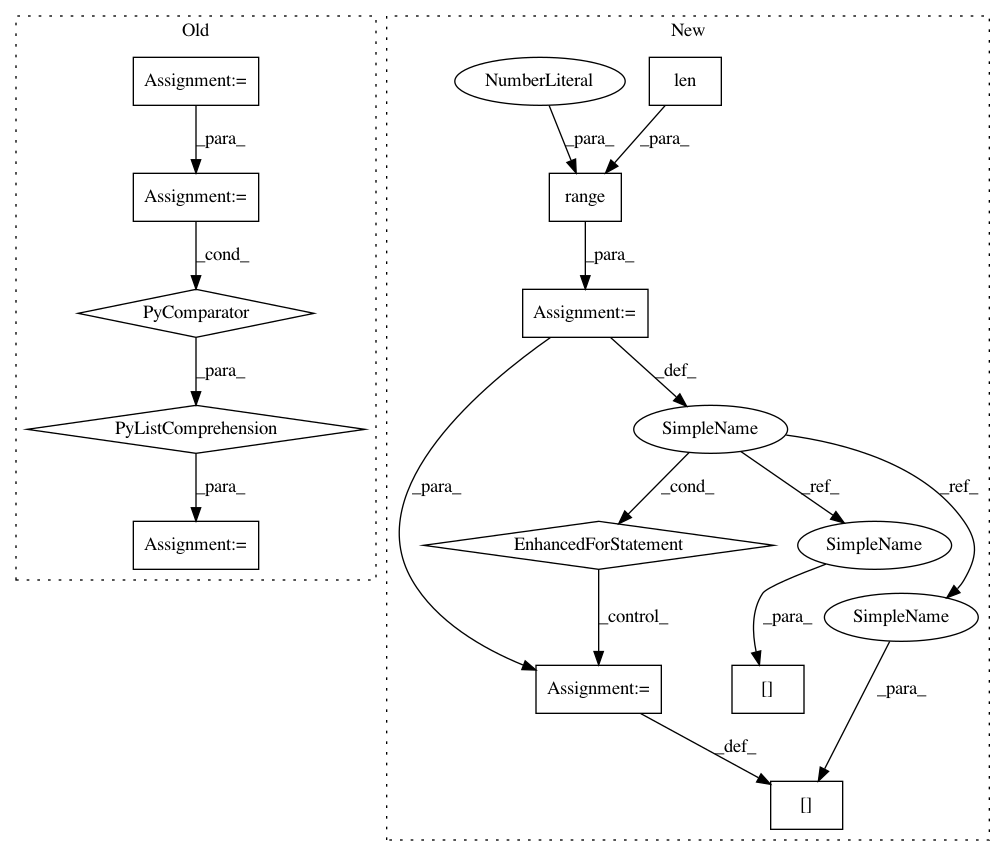 Old
New
Assignment:=
NumberLiteral
len
_para_
_para_
_para_
Assignment:=
range
_cond_
_para_
PyComparator
Assignment:=
_para_
_def_
PyListComprehension
SimpleName
_para_
_para_
_cond_
_ref_
_ref_
Assignment:=
EnhancedForStatement
SimpleName
_control_
_para_
SimpleName
Assignment:=
[]
_para_
_def_
[]